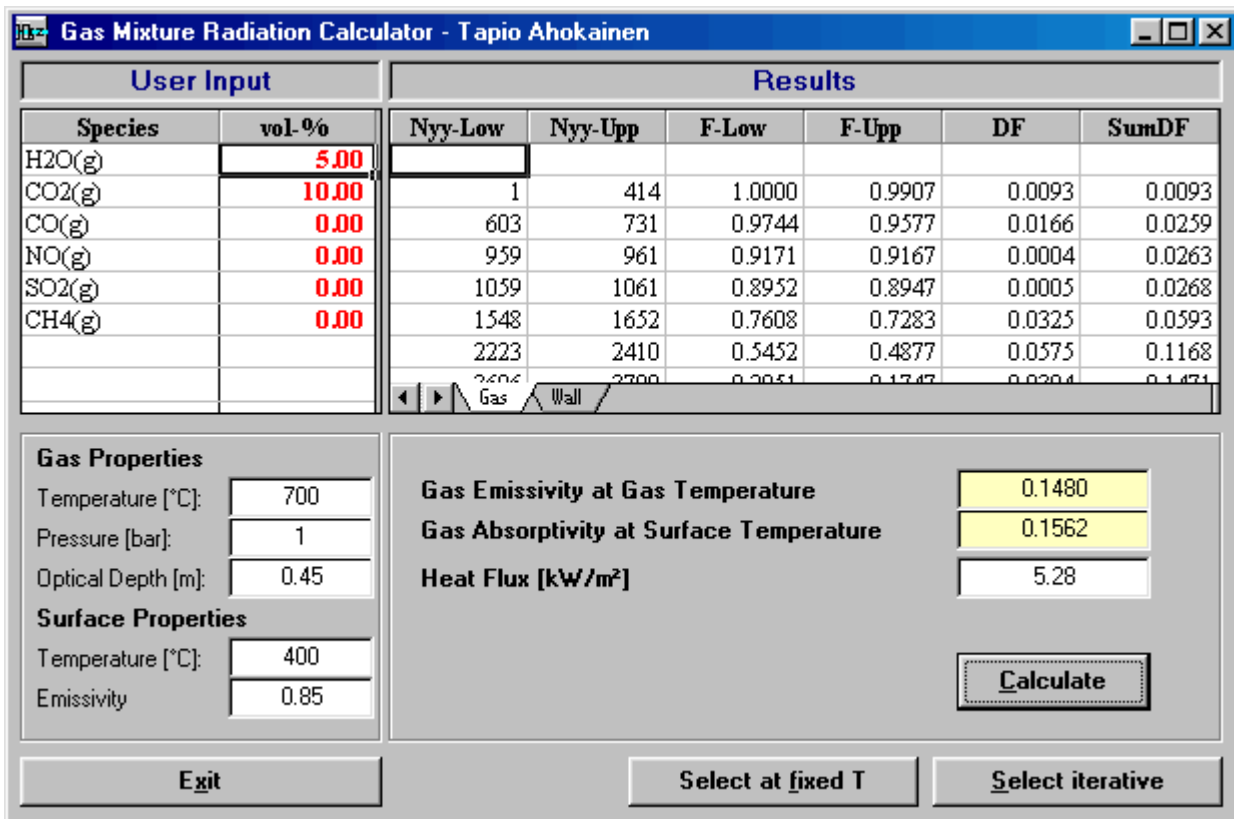 Gas Mixture Radiation Calculator - Tapio Ahokainen
User Input
Results
Species vol-% Nyy-Low Nyy-Upp F-Low F-Upp DF SumDF
H2O(g) 5.00
CO2(g) 10.00 1 414 1.0000 0.9907 0.0093 0.0093
CO(g) 0.00 603 731 0.9744 0.9577 0.0166 0.0259
NO(g) 0.00 959 961 0.9171 0.9167 0.0004 0.0263
SO2(g) 0.00 1059 1061 0.8952 0.8947 0.0005 0.0268
CH4(g) 0.00 1548 1652 0.7608 0.7283 0.0325 0.0593
2223 2410 0.5452 0.4877 0.0575 0.1168
Gas Wall
Gas Properties
Temperature [°C]: 700
Pressure [bar]: 1
Optical Depth [m]: 0.45
Surface Properties
Temperature [°C]: 400
Emissivity 0.85
Gas Emissivity at Gas Temperature 0.1480
Gas Absorptivity at Surface Temperature 0.1562
Heat Flux [kW/m²] 5.28
Calculate
Exit
Select at fixed T
Select iterative